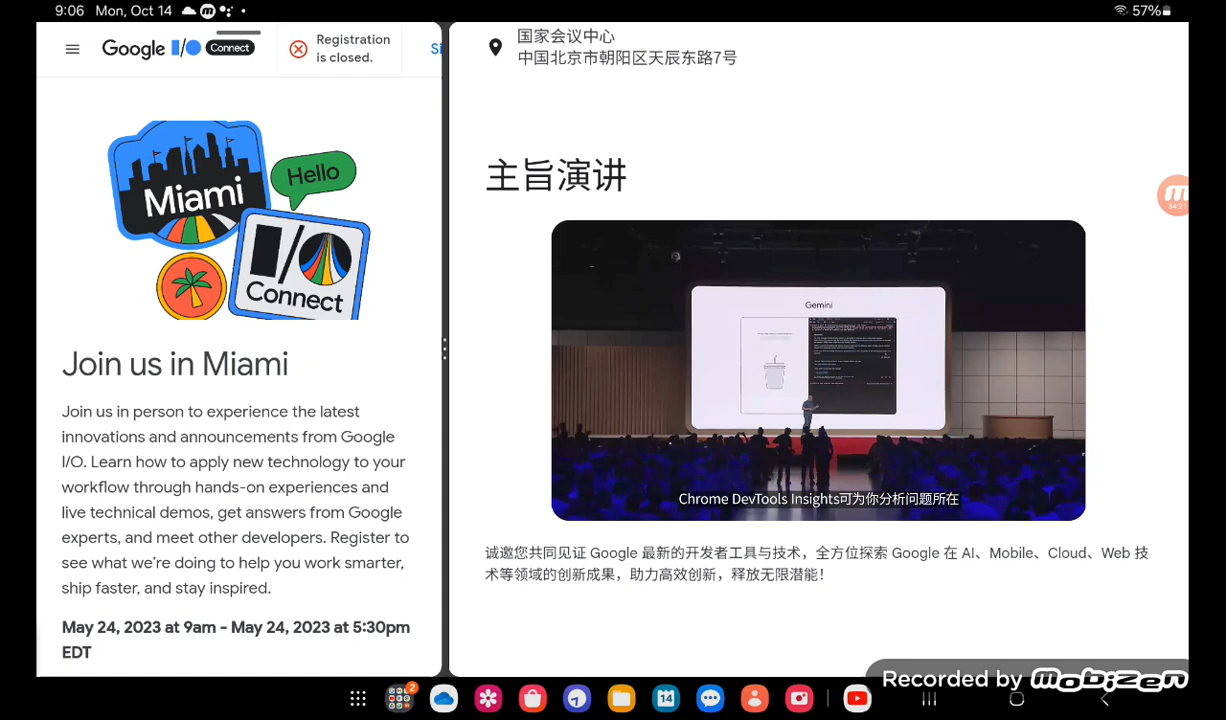 9:06 Mon, Oct 14
57%
Google I/O Connect
Registration
is closed.
Si
Miami
Hello
I/O
Connect
Join us in Miami
Join us in person to experience the latest
innovations and announcements from Google
I/O. Learn how to apply new technology to your
workflow through hands-on experiences and
live technical demos, get answers from Google
experts, and meet other developers. Register to
see what we're doing to help you work smarter,
ship faster, and stay inspired.
May 24, 2023 at 9am - May 24, 2023 at 5:30pm
EDT
国家会议中心
中国北京市朝阳区天辰东路7号
主旨演讲
Gemini
Chrome DevTools Insights可为你分析问题所在
诚邀您共同见证 Google 最新的开发者工具与技术，全方位探索 Google 在 AI、Mobile、Cloud、Web 技
术等领域的创新成果，助力高效创新，释放无限潜能！
34:21
2
14
Recorded by mobizen